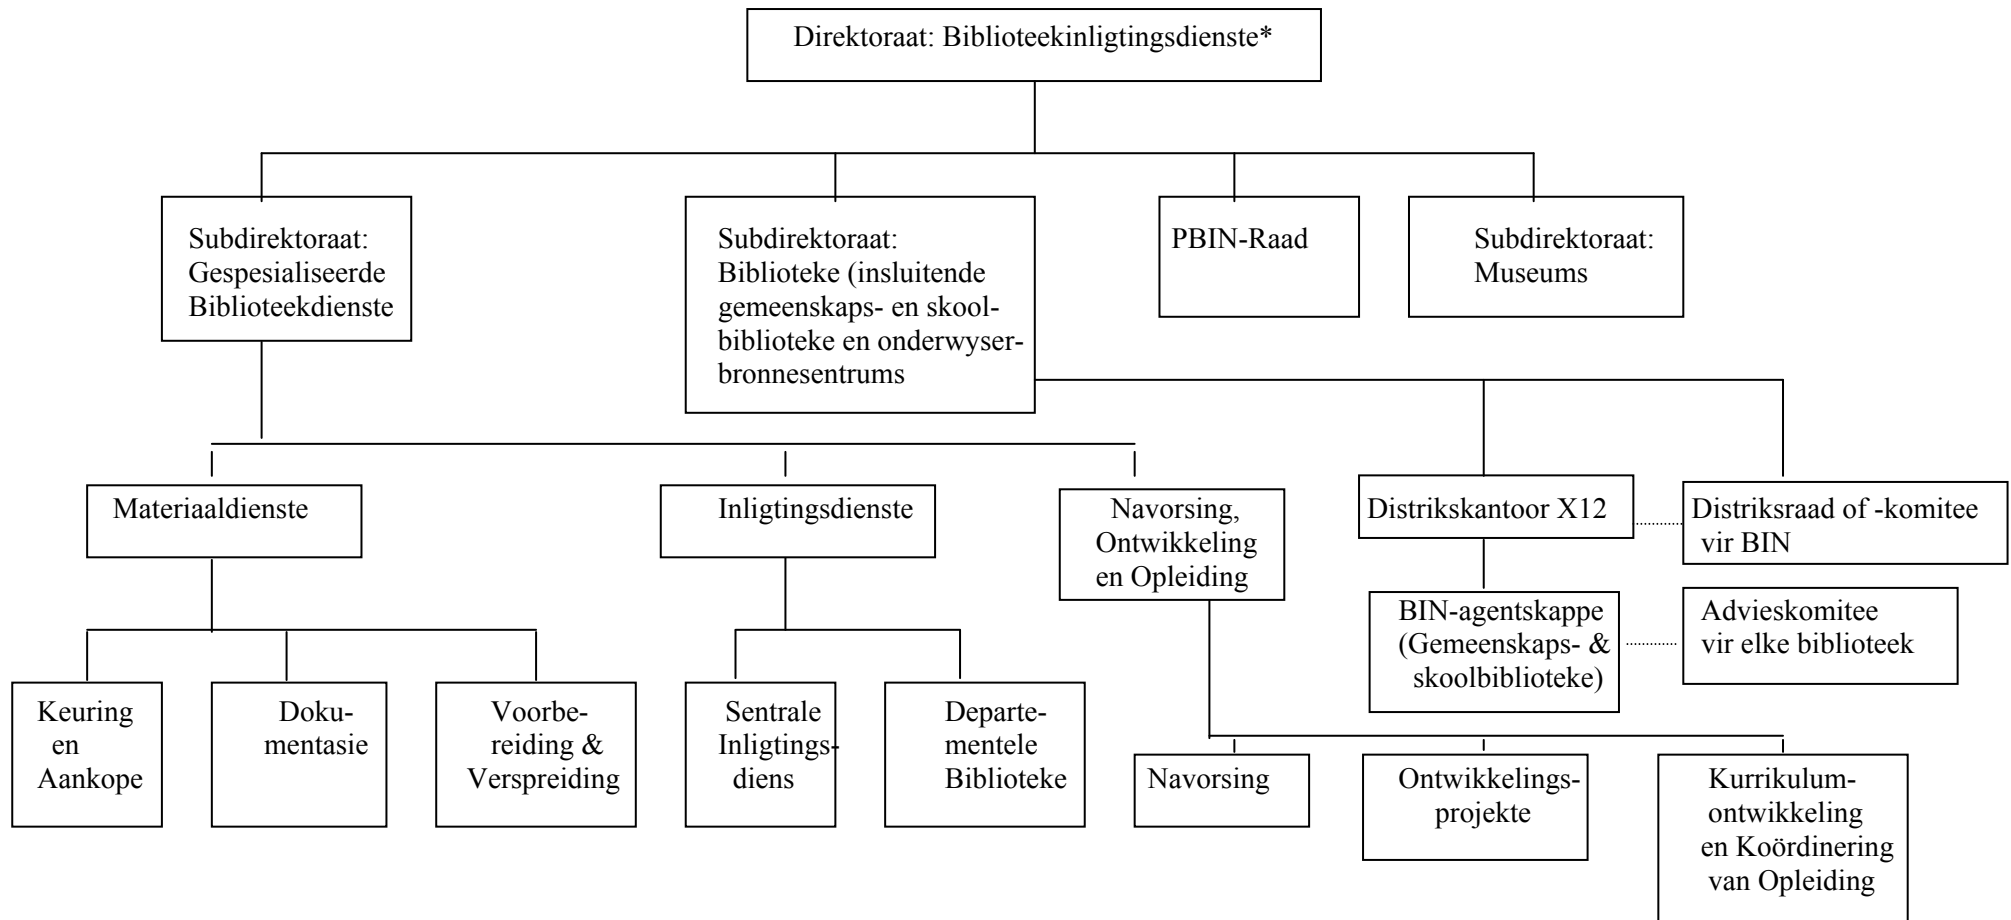 Direktoraat: Biblioteekinligtingsdienste*
Subdirektoraat:
Gespesialiseerde
Biblioteekdienste
Subdirektoraat:
Biblioteke (insluitende
gemeenskaps- en skool-
biblioteke en onderwyser-
bronnesentrums
PBIN-Raad
Subdirektoraat:
Museums
Materiaaldienste
Inligtingsdienste
Navorsing,
Ontwikkeling
en Opleiding
Distrikskantoor X12
Distriksraad of -komitee
vir BIN
BIN-agentskappe
(Gemeenskaps- &
skoolbiblioteke)
Advieskomitee
vir elke biblioteek
Keuring
en
Aankope
Doku-
mentasie
Voorbe-
reiding &
Verspreiding
Sentrale
Inligtings-
diens
Departe-
mentele
Biblioteke
Navorsing
Ontwikkelings-
projekte
Kurrikulum-
ontwikkeling
en Koördinering
van Opleiding